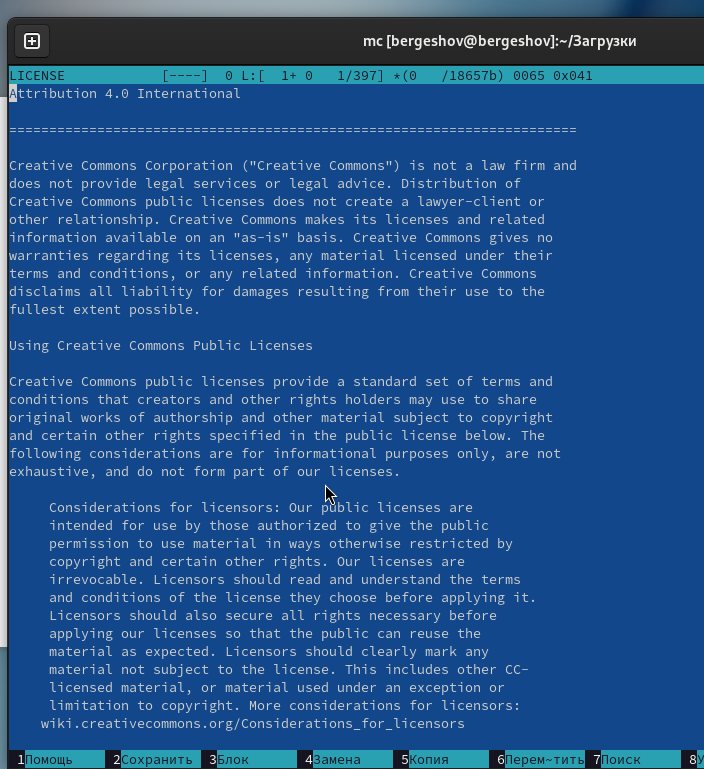 mc [bergeshov@bergeshov]:~/Загрузки
LICENSE [----] 0 L:[ 1+ 0 1/397] *(0 /18657b) 0065 0x041
Attribution 4.0 International
=======================================================================
Creative Commons Corporation ("Creative Commons") is not a law firm and
does not provide legal services or legal advice. Distribution of
Creative Commons public licenses does not create a lawyer-client or
other relationship. Creative Commons makes its licenses and related
information available on an "as-is" basis. Creative Commons gives no
warranties regarding its licenses, any material licensed under their
terms and conditions, or any related information. Creative Commons
disclaims all liability for damages resulting from their use to the
fullest extent possible.
Using Creative Commons Public Licenses
Creative Commons public licenses provide a standard set of terms and
conditions that creators and other rights holders may use to share
original works of authorship and other material subject to copyright
and certain other rights specified in the public license below. The
following considerations are for informational purposes only, are not
exhaustive, and do not form part of our licenses.
Considerations for licensors: Our public licenses are
intended for use by those authorized to give the public
permission to use material in ways otherwise restricted by
copyright and certain other rights. Our licenses are
irrevocable. Licensors should read and understand the terms
and conditions of the license they choose before applying it.
Licensors should also secure all rights necessary before
applying our licenses so that the public can reuse the
material as expected. Licensors should clearly mark any
material not subject to the license. This includes other CC-
licensed material, or material used under an exception or
limitation to copyright. More considerations for licensors:
wiki.creativecommons.org/Considerations_for_licensors
1Помощь 2Сохранить 3Блок 4Замена 5Копия 6Перем~тить 7Поиск 8